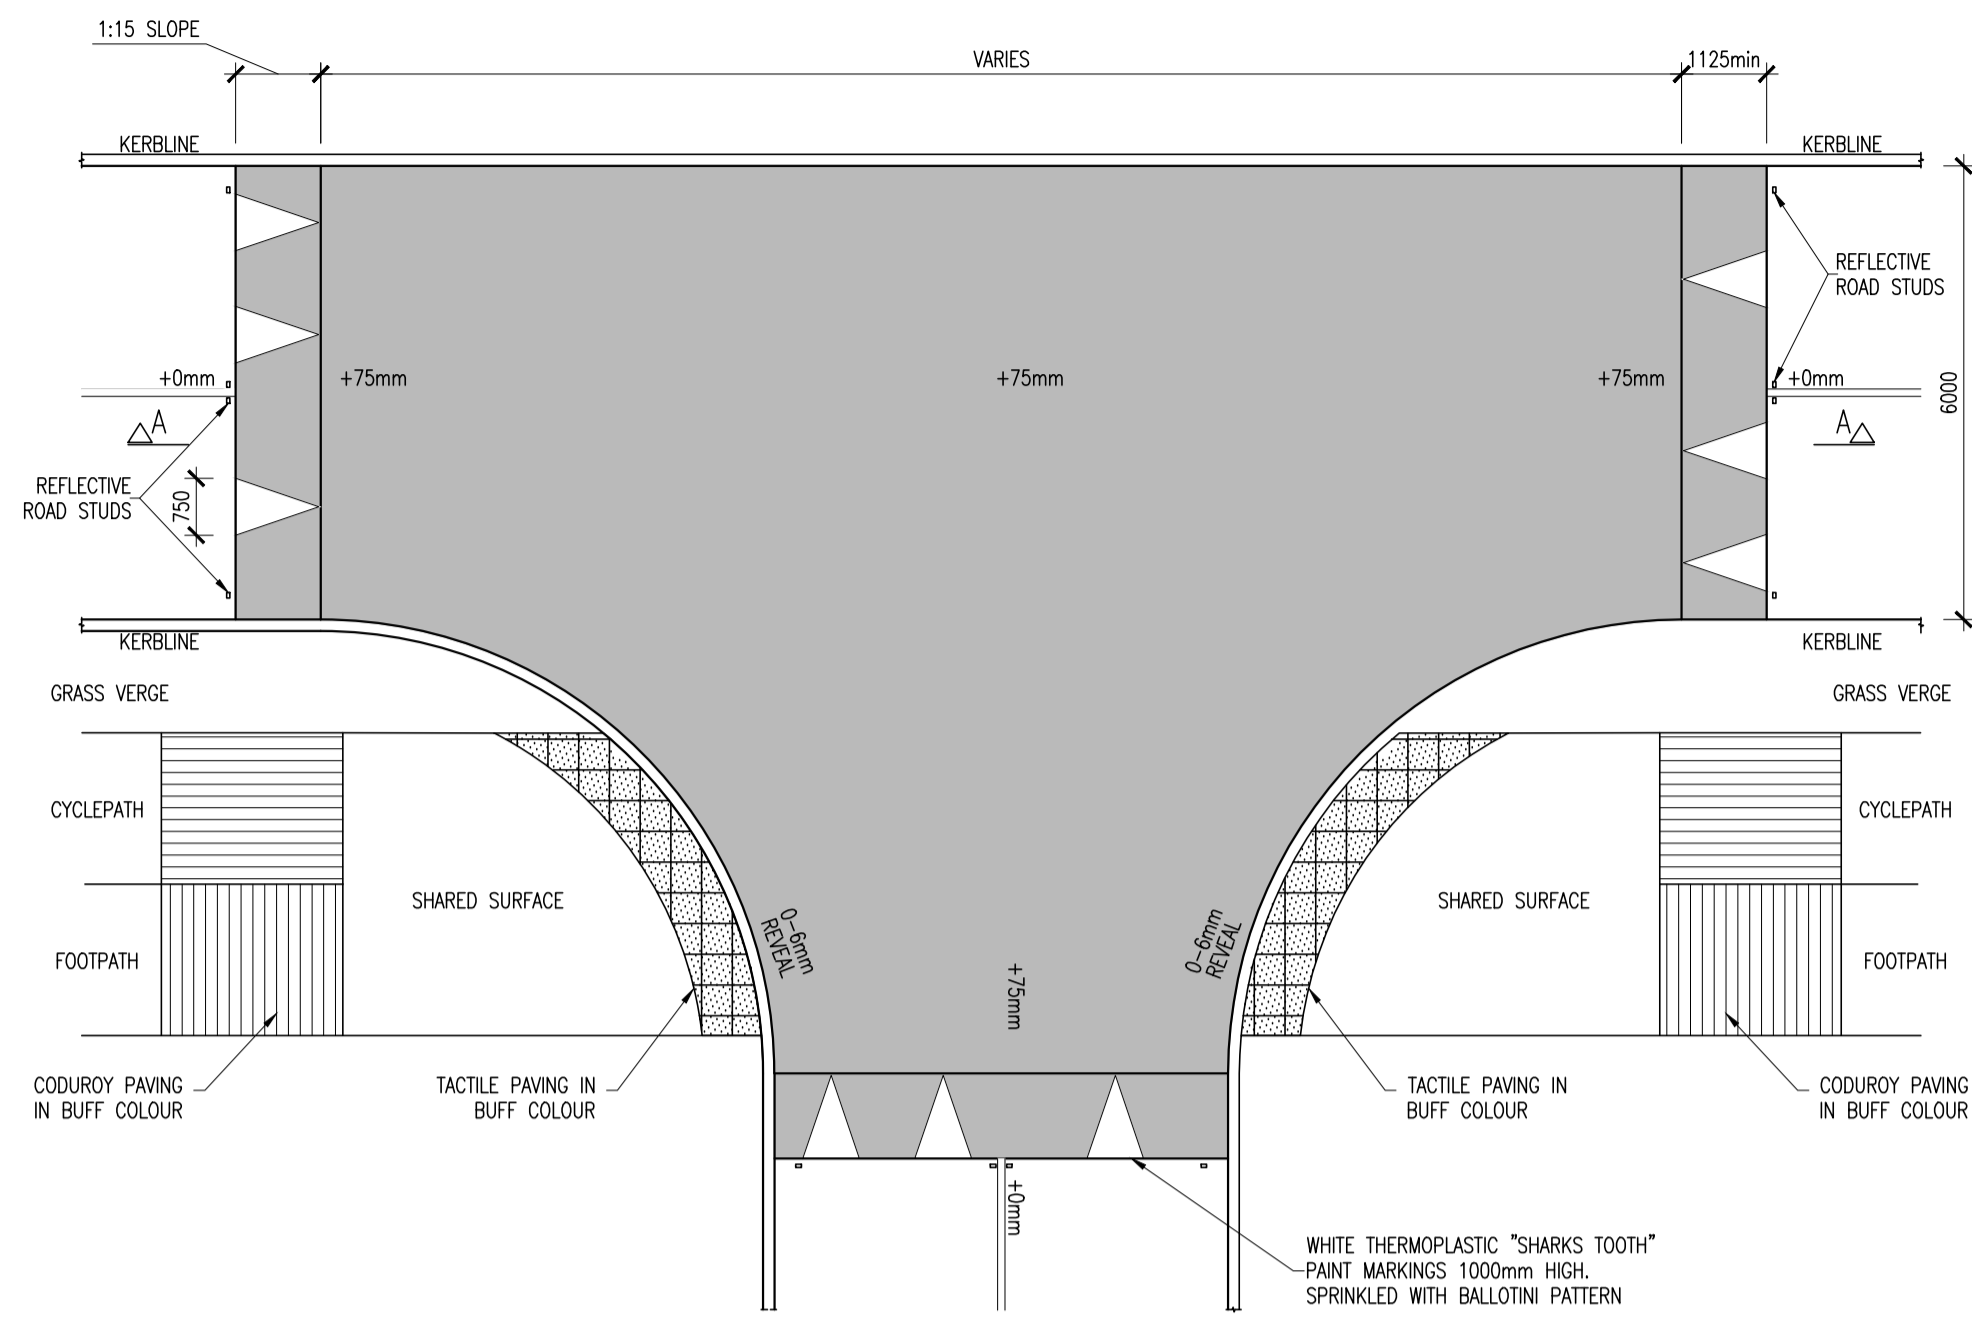 1:15 SLOPE
VARIES
1125min
KERBLINE
KERBLINE
REFLECTIVE
ROAD STUDS
+0mm
+75mm
+75mm
+75mm
+0mm
6000
A
A
REFLECTIVE
ROAD STUDS
750
KERBLINE
KERBLINE
GRASS VERGE
GRASS VERGE
CYCLEPATH
CYCLEPATH
SHARED SURFACE
SHARED SURFACE
0-6mm
REVEAL
0-6mm
REVEAL
FOOTPATH
FOOTPATH
+75mm
CODUROY PAVING
IN BUFF COLOUR
TACTILE PAVING IN
BUFF COLOUR
TACTILE PAVING IN
BUFF COLOUR
CODUROY PAVING
IN BUFF COLOUR
+0mm
WHITE THERMOPLASTIC "SHARKS TOOTH"
PAINT MARKINGS 1000mm HIGH.
SPRINKLED WITH BALLOTINI PATTERN